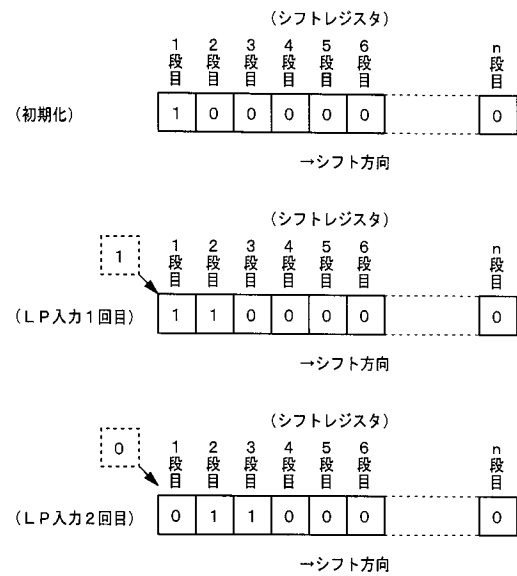 (シフトレジスタ)
1段目 2段目 3段目 4段目 5段目 6段目 n段目
(初期化) 1 0 0 0 0 0 0
→シフト方向
(シフトレジスタ)
1
1段目 2段目 3段目 4段目 5段目 6段目 n段目
(LP入力1回目) 1 1 0 0 0 0 0
→シフト方向
(シフトレジスタ)
0
1段目 2段目 3段目 4段目 5段目 6段目 n段目
(LP入力2回目) 0 1 1 0 0 0 0
→シフト方向